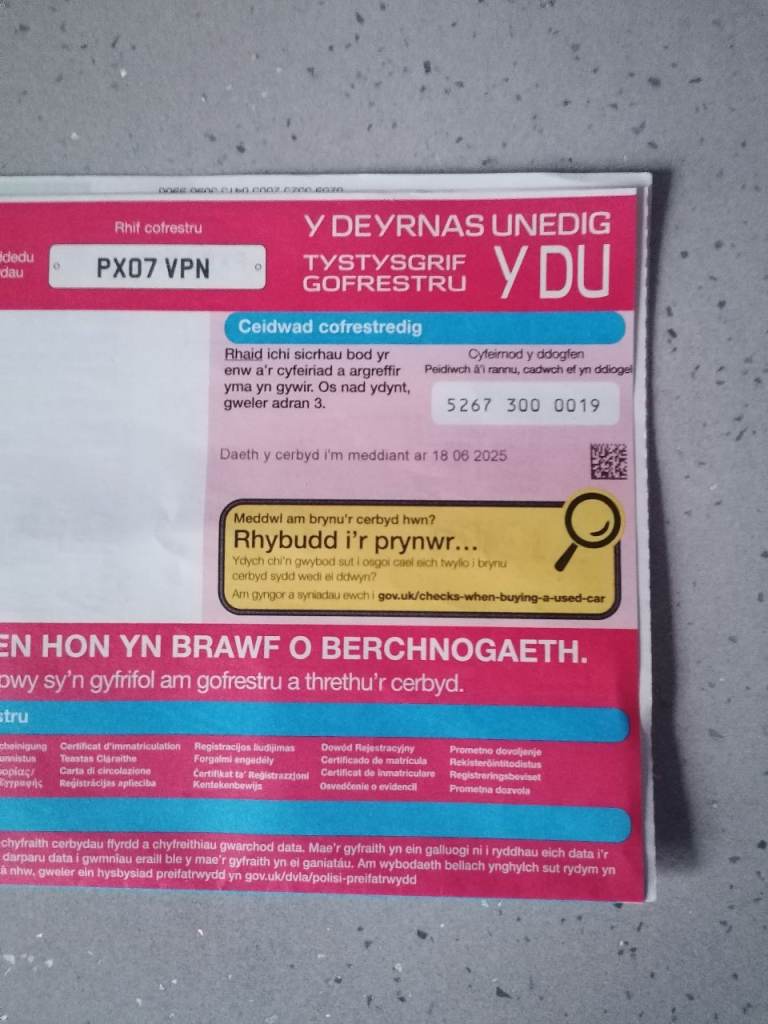 Rhif cofrestru
Y DEYRNAS UNEDIG
PX07 VPN
TYSTYSGRIF
GOFRESTRU
Y DU
Ceidwad cofrestredig
Rhaid ichi sicrhau bod yr
enw a'r cyfeiriad a argreffir
yma yn gywir. Os nad ydynt,
gweler adran 3.
Cyfeirnod y ddogfen
Peidiwch â'i rannu, cadwch ef yn ddiogel
5267 300 0019
Daeth y cerbyd i'm meddiant ar 18 06 2025
Meddwl am brynu'r cerbyd hwn?
Rhybudd i'r prynwr...
Ydych chi'n gwybod sut i osgoi cael eich twyllo i brynu
cerbyd sydd wedi ei ddwyn?
Am gyngor a syniadau ewch i gov.uk/checks-when-buying-a-used-car
EN HON YN BRAWF O BERCHNOGAETH.
pwy sy'n gyfrifol am gofrestru a threthu'r cerbyd.
stru
cheinigung Certificat d'immatriculation Registracijos liudijimas Dowód Rejestracyjny Prometno dovoljenje
unnistus Teastas Cláraithe Forgalmi engedély Certificado de matrícula Rekisteröintitodistus
Carta di circolazione Ċertifikat ta' Reġistrazzjoni Certificat de inmatriculare Registreringsbeviset
Εγγραφής Reģistrācijas apliecība Kentekenbewijs Osvedčenie o evidencii Prometna dozvola
chyfraith cerbydau ffyrdd a chyfreithiau gwarchod data. Mae'r gyfraith yn ein galluogi ni i ryddhau eich data i'r
darparu data i gwmnïau eraill ble y mae'r gyfraith yn ei ganiatáu. Am wybodaeth bellach ynghylch sut rydym yn
â nhw, gweler ein hysbysiad preifatrwydd yn gov.uk/dvla/polisi-preifatrwydd